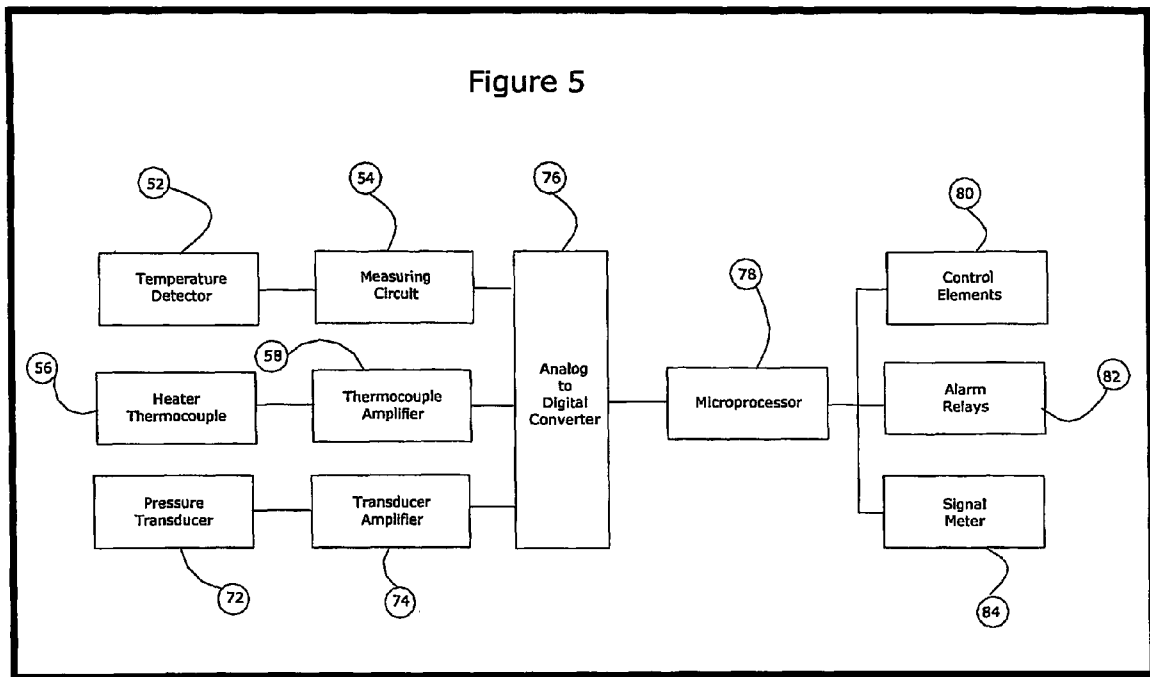 Figure 5
52
54
76
80
Temperature
Detector
Measuring
Circuit
78
Control
Elements
56
58
82
Heater
Thermocouple
Thermocouple
Amplifier
Analog
to
Digital
Converter
Microprocessor
Alarm
Relays
Pressure
Transducer
Transducer
Amplifier
Signal
Meter
72
74
84